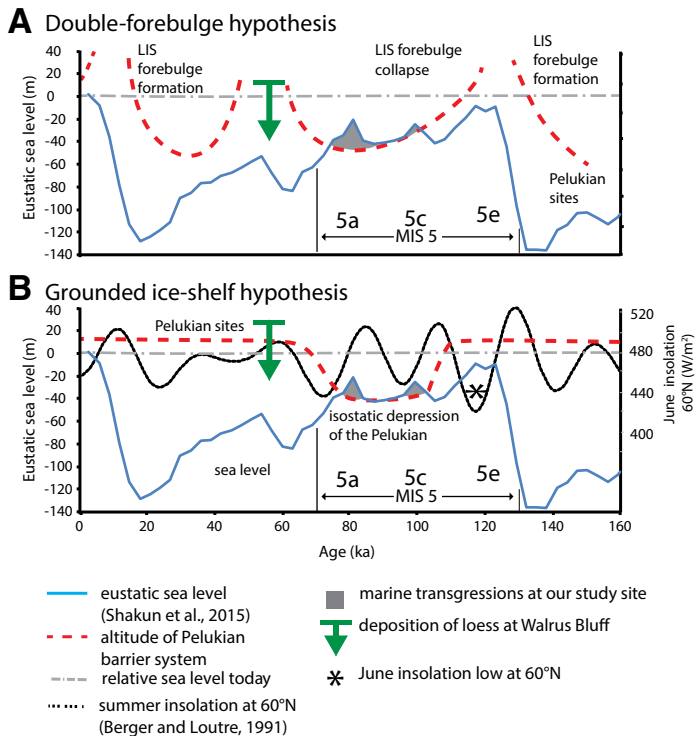 A Double-forebulge hypothesis
Eustatic sea level (m)
40
20
0
-20
-40
-60
-80
-100
-120
-140
LIS
forebulge
formation
LIS forebulge
collapse
LIS
forebulge
formation
Pelukian
sites
5a 5c 5e
MIS 5
B Grounded ice-shelf hypothesis
Eustatic sea level (m)
40
20
0
-20
-40
-60
-80
-100
-120
-140
Pelukian sites
isostatic depression
of the Pelukian
sea level
*
5a 5c 5e
MIS 5
520
480
440
400
June insolation
60°N (W/m²)
0 20 40 60 80 100 120 140 160
Age (ka)
eustatic sea level
(Shakun et al., 2015)
altitude of Pelukian
barrier system
relative sea level today
summer insolation at 60°N
(Berger and Loutre, 1991)
marine transgressions at our study site
deposition of loess at Walrus Bluff
* June insolation low at 60°N